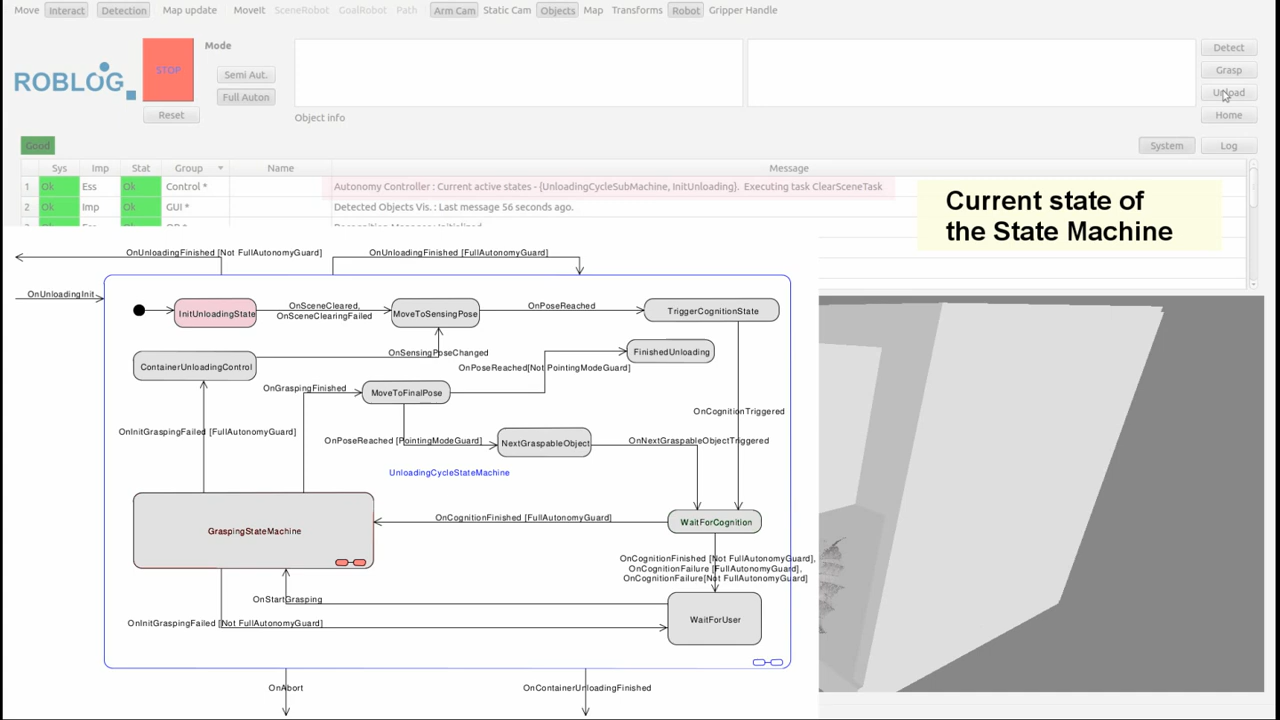 Move Interact Detection Map update MoveIt SceneRobot GoalRobot Path Arm Cam Static Cam Objects Map Transforms Robot Gripper Handle
ROBLOG
STOP
Reset
Mode
Semi Aut.
Full Auton
Object info
Detect
Grasp
Unload
Home
Good
System Log
Sys Imp Stat Group Name Message
1 Ok Ess Ok Control * Autonomy Controller : Current active states - {UnloadingCycleSubMachine, InitUnloading}. Executing task ClearSceneTask
2 Ok Imp Ok GUI * Detected Objects Vis. : Last message 56 seconds ago.
Current state of
the State Machine
OnUnloadingFinished [Not FullAutonomyGuard]
OnUnloadingFinished [FullAutonomyGuard]
OnUnloadingInit
InitUnloadingState
OnSceneCleared,
OnSceneClearingFailed
MoveToSensingPose
OnPoseReached
TriggerCognitionState
ContainerUnloadingControl
OnSensingPoseChanged
FinishedUnloading
OnPoseReached[Not PointingModeGuard]
OnGraspingFinished
MoveToFinalPose
OnCognitionTriggered
OnInitGraspingFailed [FullAutonomyGuard]
OnPoseReached [PointingModeGuard]
NextGraspableObject
OnNextGraspableObjectTriggered
UnloadingCycleStateMachine
GraspingStateMachine
OnCognitionFinished [FullAutonomyGuard]
WaitForCognition
OnCognitionFinished [Not FullAutonomyGuard],
OnCognitionFailure [FullAutonomyGuard],
OnCognitionFailure[Not FullAutonomyGuard]
OnStartGrasping
WaitForUser
OnInitGraspingFailed [Not FullAutonomyGuard]
OnAbort
OnContainerUnloadingFinished